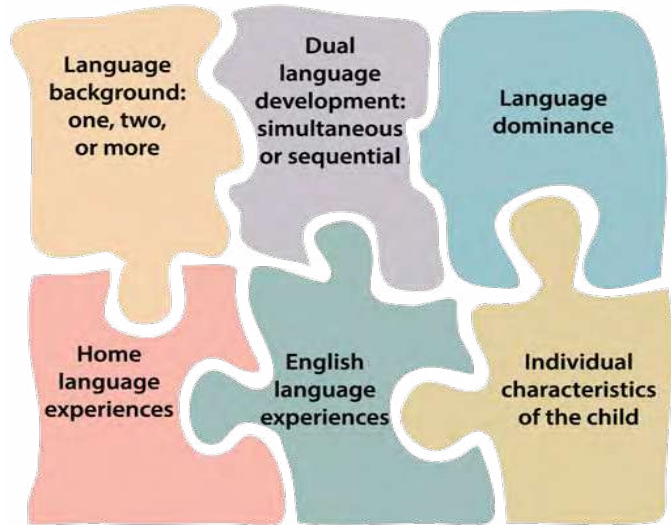 Language
background:
one, two,
or more
Dual
language
development:
simultaneous
or sequential
Language
dominance
Home
language
experiences
English
language
experiences
Individual
characteristics
of the child